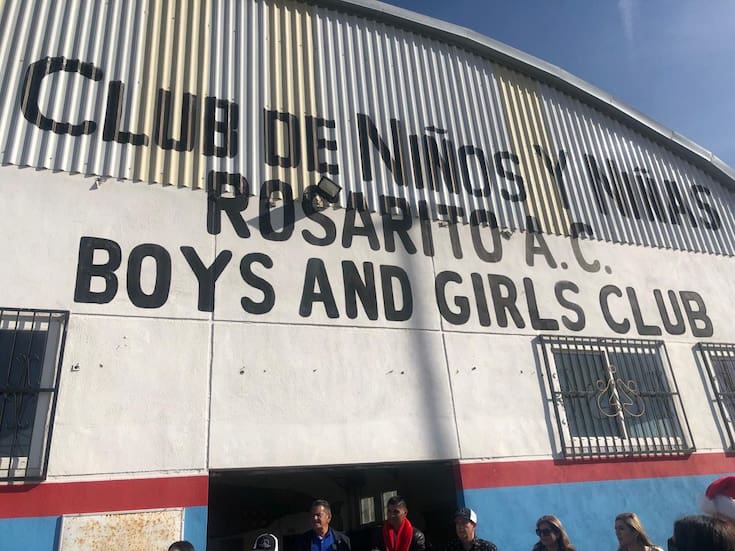 CLUB DE NIÑOS Y NIÑAS
ROSARITO A.C.
BOYS AND GIRLS CLUB